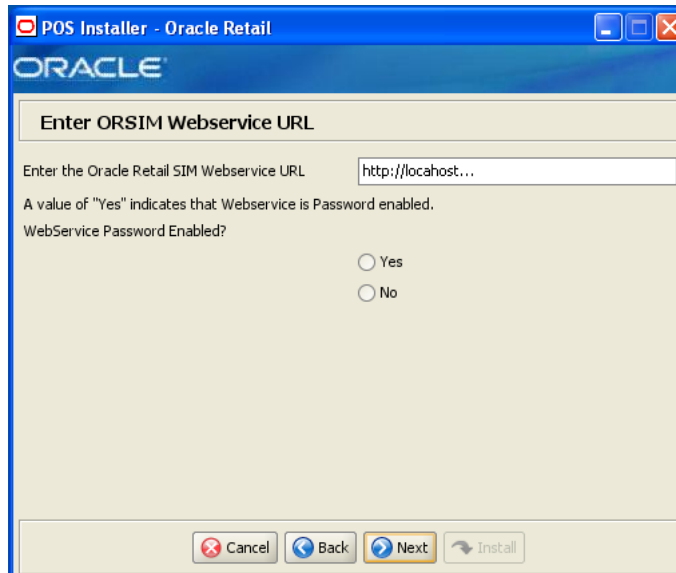 POS Installer - Oracle Retail
ORACLE
Enter ORSIM Webservice URL
Enter the Oracle Retail SIM Webservice URL http://locahost...
A value of "Yes" indicates that Webservice is Password enabled.
WebService Password Enabled?
Yes
No
Cancel Back Next Install